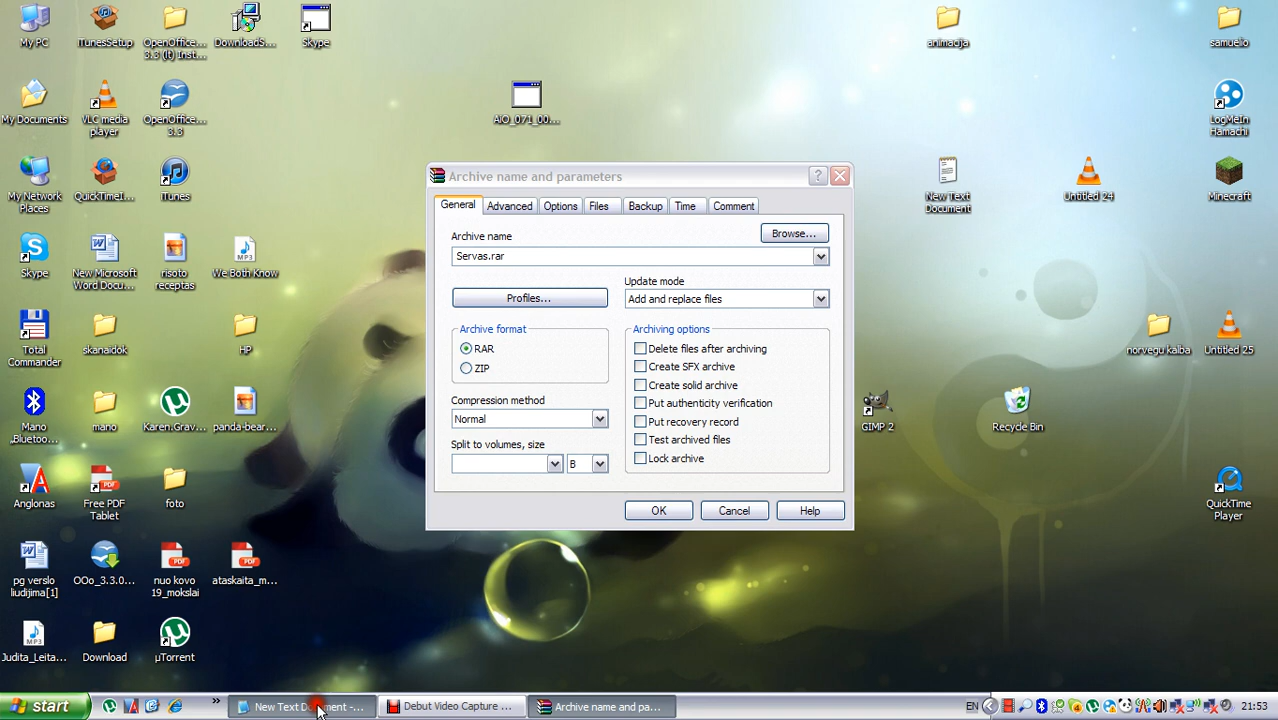 My PC
iTunesSetup
OpenOffice...
3.3 (lt) Inst...
DownloadS...
Skype
animacija
samuelio
My Documents
VLC media
player
OpenOffice...
3.3
AIO_071_00...
LogMeIn
Hamachi
My Network
Places
QuickTimeI...
iTunes
New Text
Document
Untitled 24
Minecraft
Skype
New Microsoft
Word Docu...
risoto
receptas
We Both Know
Total
Commander
skanaidok
HP
norvegu kalba
Untitled 25
Mano
„Bluetoo...
mano
Karen.Grav...
panda-bear...
GIMP 2
Recycle Bin
Anglonas
Free PDF
Tablet
foto
QuickTime
Player
pg verslo
liudijima[1]
OOo_3.3.0...
nuo kovo
19_mokslai
ataskaita_m...
Judita_Leita...
Download
µTorrent
Archive name and parameters
General
Advanced
Options
Files
Backup
Time
Comment
Archive name
Browse...
Servas.rar
Profiles...
Update mode
Add and replace files
Archive format
RAR
ZIP
Compression method
Normal
Split to volumes, size
B
Archiving options
Delete files after archiving
Create SFX archive
Create solid archive
Put authenticity verification
Put recovery record
Test archived files
Lock archive
OK
Cancel
Help
start
New Text Document -...
Debut Video Capture ...
Archive name and pa...
EN
21:53